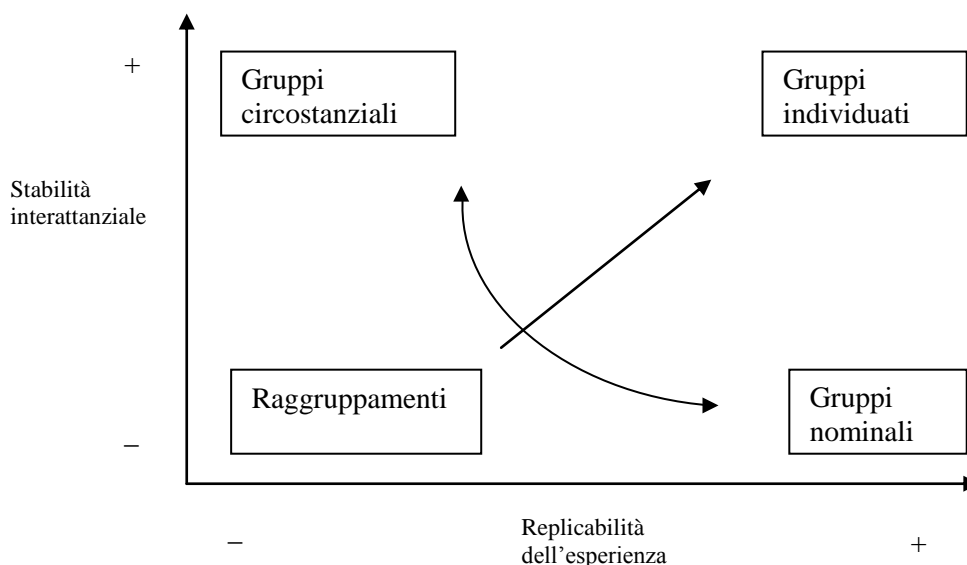 +
Gruppi
circostanziali
Gruppi
individuati
Stabilità
interattanziale
Raggruppamenti
Gruppi
nominali
–
–
Replicabilità
dell’esperienza
+